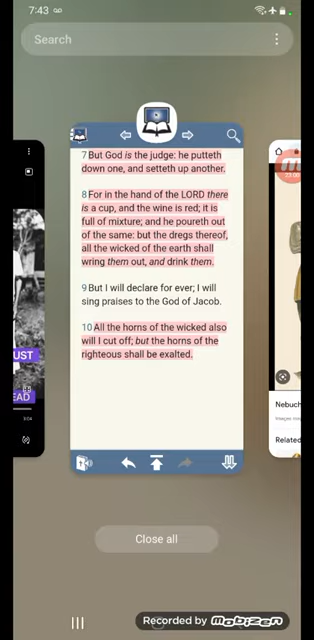 7:43
Search
7 But God is the judge: he putteth
down one, and setteth up another.
8 For in the hand of the LORD there
is a cup, and the wine is red; it is
full of mixture; and he poureth out
of the same: but the dregs thereof,
all the wicked of the earth shall
wring them out, and drink them.
9 But I will declare for ever; I will
sing praises to the God of Jacob.
10 All the horns of the wicked also
will I cut off; but the horns of the
righteous shall be exalted.
UST
EAD
3:04
Nebuch
Images may
Related
Close all
Recorded by Mobizen